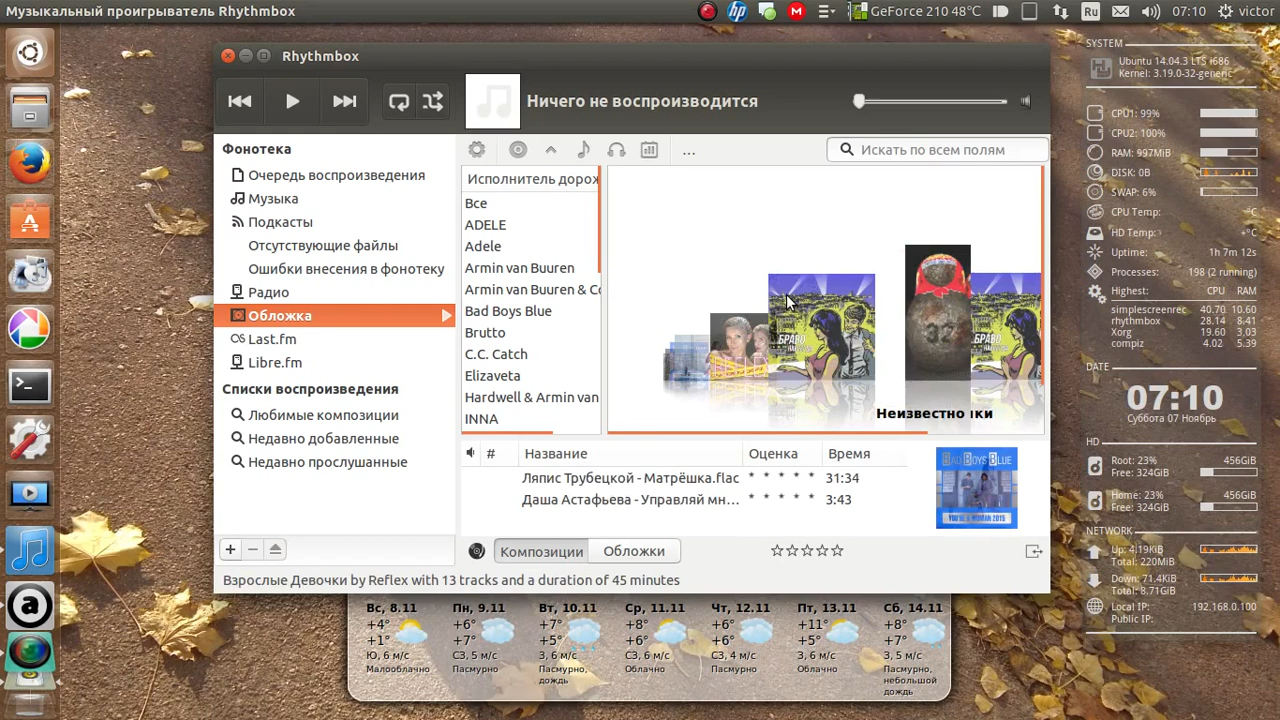 Музыкальный проигрыватель Rhythmbox
GeForce 210 48°C
Ru
07:10
victor
Rhythmbox
Ничего не воспроизводится
Фонотека
Очередь воспроизведения
Музыка
Подкасты
Отсутствующие файлы
Ошибки внесения в фонотеку
Радио
Обложка
Last.fm
Libre.fm
Списки воспроизведения
Любимые композиции
Недавно добавленные
Недавно прослушанные
...
Искать по всем полям
Исполнитель дорож
Все
ADELE
Adele
Armin van Buuren
Armin van Buuren & Co
Bad Boys Blue
Brutto
C.C. Catch
Elizaveta
Hardwell & Armin van
INNA
БРАВО
Неизвестно
# Название Оценка Время
Ляпис Трубецкой - Матрёшка.flac 31:34
Даша Астафьева - Управляй мн... 3:43
BAD BOYS BLUE
YOU'RE A WOMAN 2015
Композиции Обложки
Взрослые Девочки by Reflex with 13 tracks and a duration of 45 minutes
Вс, 8.11 Пн, 9.11 Вт, 10.11 Ср, 11.11 Чт, 12.11 Пт, 13.11 Сб, 14.11
+4° +6° +7° +8° +6° +11° +8°
+1° +6° +5° +6° +6° +5° +7°
Ю, 6 м/с СЗ, 5 м/с З, 6 м/с З, 6 м/с СЗ, 4 м/с З, 6 м/с З, 5 м/с
Малооблачно Пасмурно Пасмурно, дождь Облачно Пасмурно Облачно Пасмурно, небольшой дождь
SYSTEM
Ubuntu 14.04.3 LTS i686
Kernel: 3.19.0-32-generic
CPU1: 99%
CPU2: 100%
RAM: 997MiB
DISK: 0B
SWAP: 6%
CPU Temp: °C
HD Temp: +°C
Uptime: 1h 7m 12s
Processes: 198 (2 running)
Highest: CPU RAM
simplescreenrec 40.70 10.60
rhythmbox 28.14 8.41
Xorg 19.60 3.03
compiz 4.02 5.39
DATE
07:10
Суббота 07 Ноябрь
HD
Root: 23% 456GiB
Free: 324GiB
Home: 23% 456GiB
Free: 324GiB
NETWORK
Up: 4.19KiB
Total: 220MiB
Down: 71.4KiB
Total: 8.71GiB
Local IP: 192.168.0.100
Public IP: